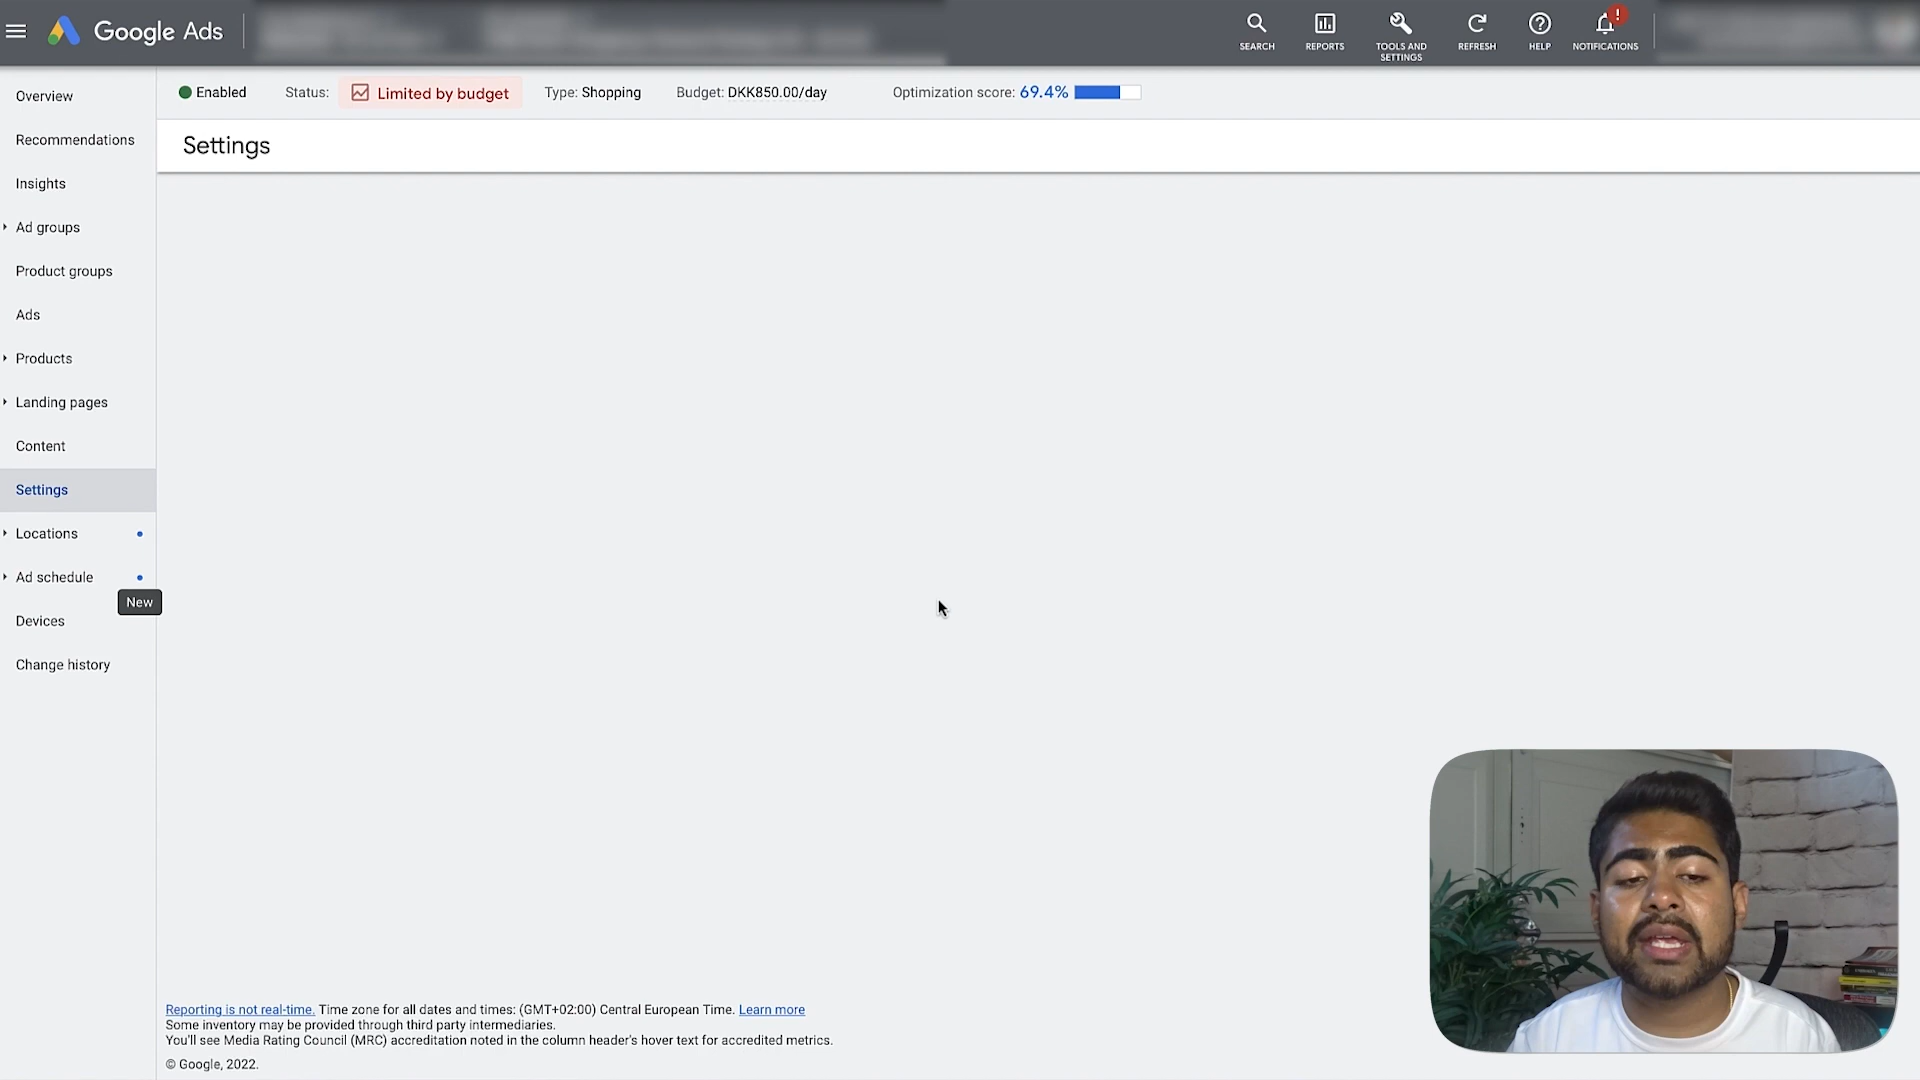 Google Ads
SEARCH
REPORTS
TOOLS AND
SETTINGS
REFRESH
HELP
!
NOTIFICATIONS
Overview
Recommendations
Insights
Ad groups
Product groups
Ads
Products
Landing pages
Content
Settings
Locations
Ad schedule
New
Devices
Change history
Enabled Status: Limited by budget Type: Shopping Budget: DKK850.00/day Optimization score: 69.4%
Settings
Reporting is not real-time. Time zone for all dates and times: (GMT+02:00) Central European Time. Learn more
Some inventory may be provided through third party intermediaries.
You'll see Media Rating Council (MRC) accreditation noted in the column header's hover text for accredited metrics.
© Google, 2022.